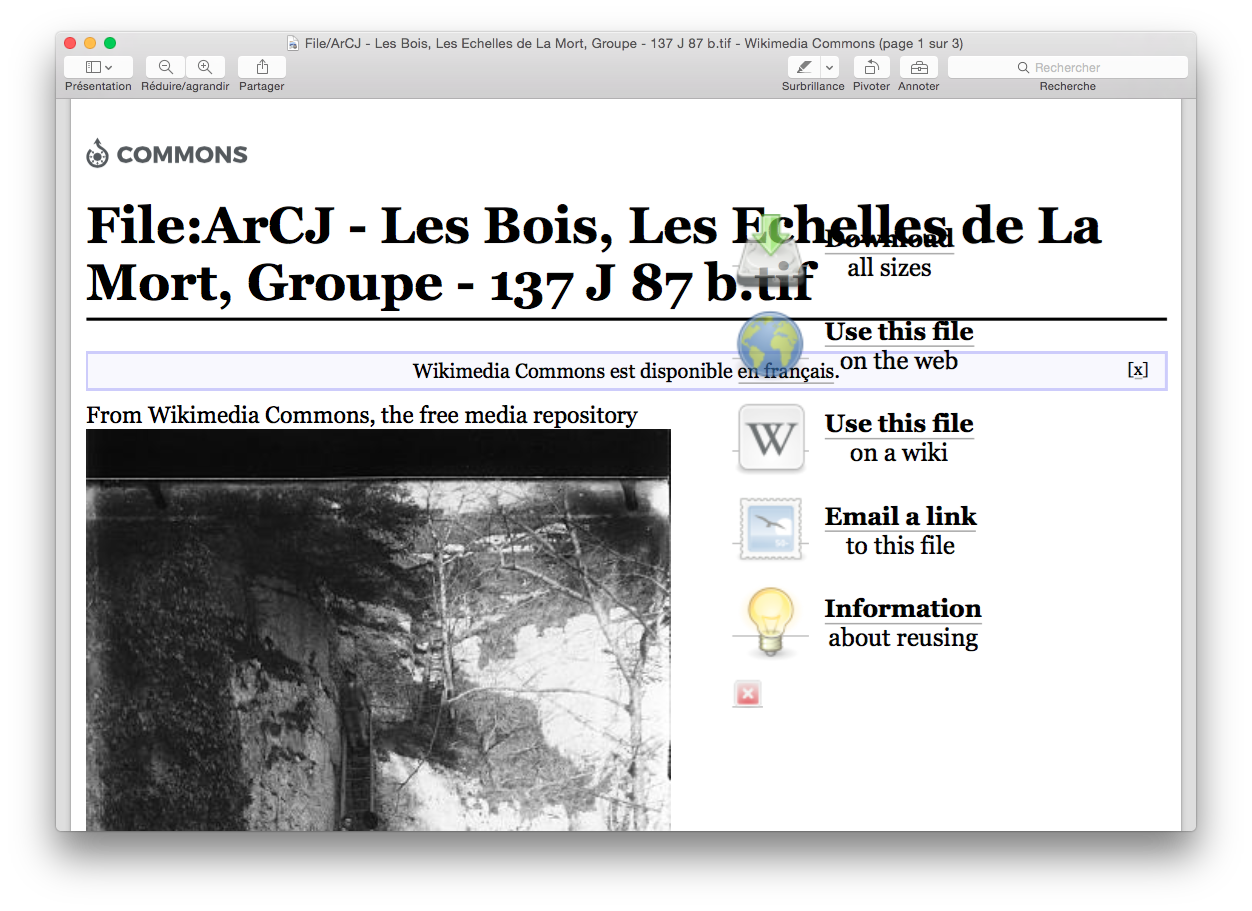 File/ArCJ - Les Bois, Les Echelles de La Mort, Groupe - 137 J 87 b.tif - Wikimedia Commons (page 1 sur 3)
Rechercher
Présentation Réduire/agrandir Partager Surbrillance Pivoter Annoter Recherche
COMMONS
File:ArCJ - Les Bois, Les Echelles de La
Mort, Groupe - 137 J 87 b.tif
Download
all sizes
Use this file
on the web
Wikimedia Commons est disponible en français. [x]
From Wikimedia Commons, the free media repository
W
Use this file
on a wiki
Email a link
to this file
Information
about reusing